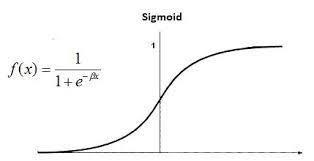 Sigmoid
1
f(x) = 1 / (1 + e^{-βx})